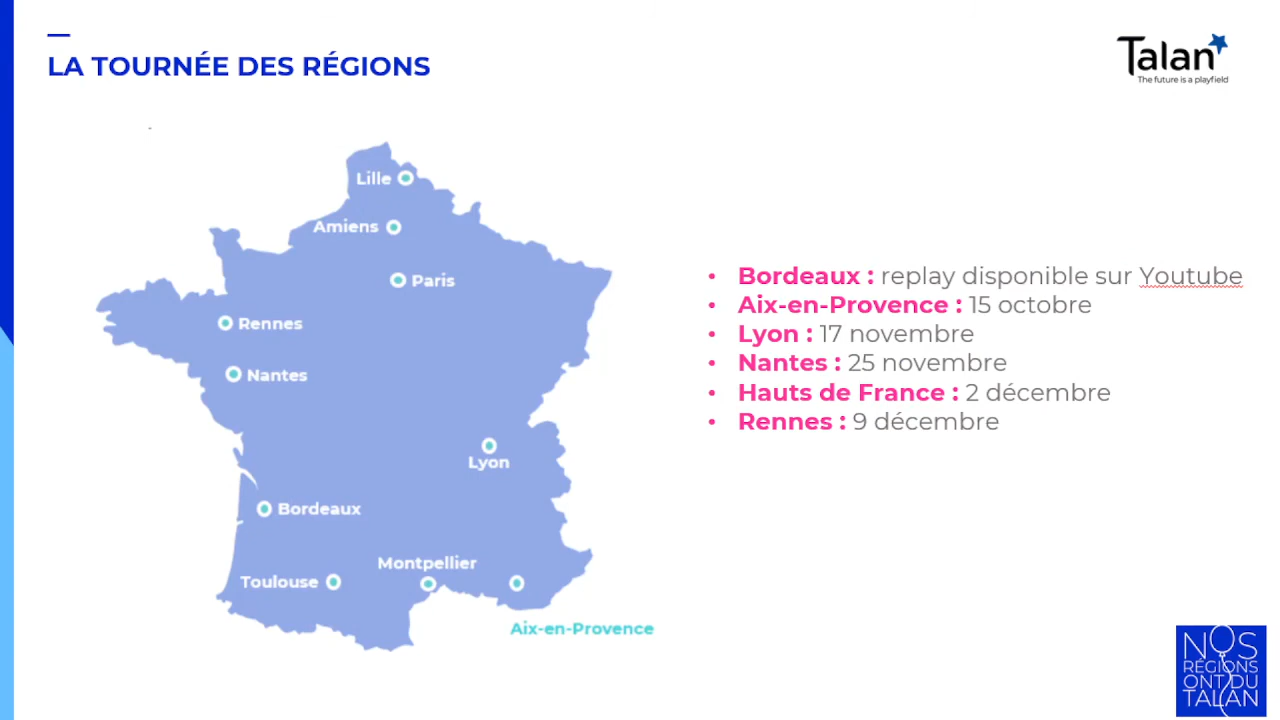 LA TOURNÉE DES RÉGIONS
Talan
The future is a playfield
Lille
Amiens
Paris
Rennes
Nantes
Lyon
Bordeaux
Montpellier
Toulouse
Aix-en-Provence
• Bordeaux : replay disponible sur Youtube
• Aix-en-Provence : 15 octobre
• Lyon : 17 novembre
• Nantes : 25 novembre
• Hauts de France : 2 décembre
• Rennes : 9 décembre
NOS
RÉGIONS
ONT DU
TALAN